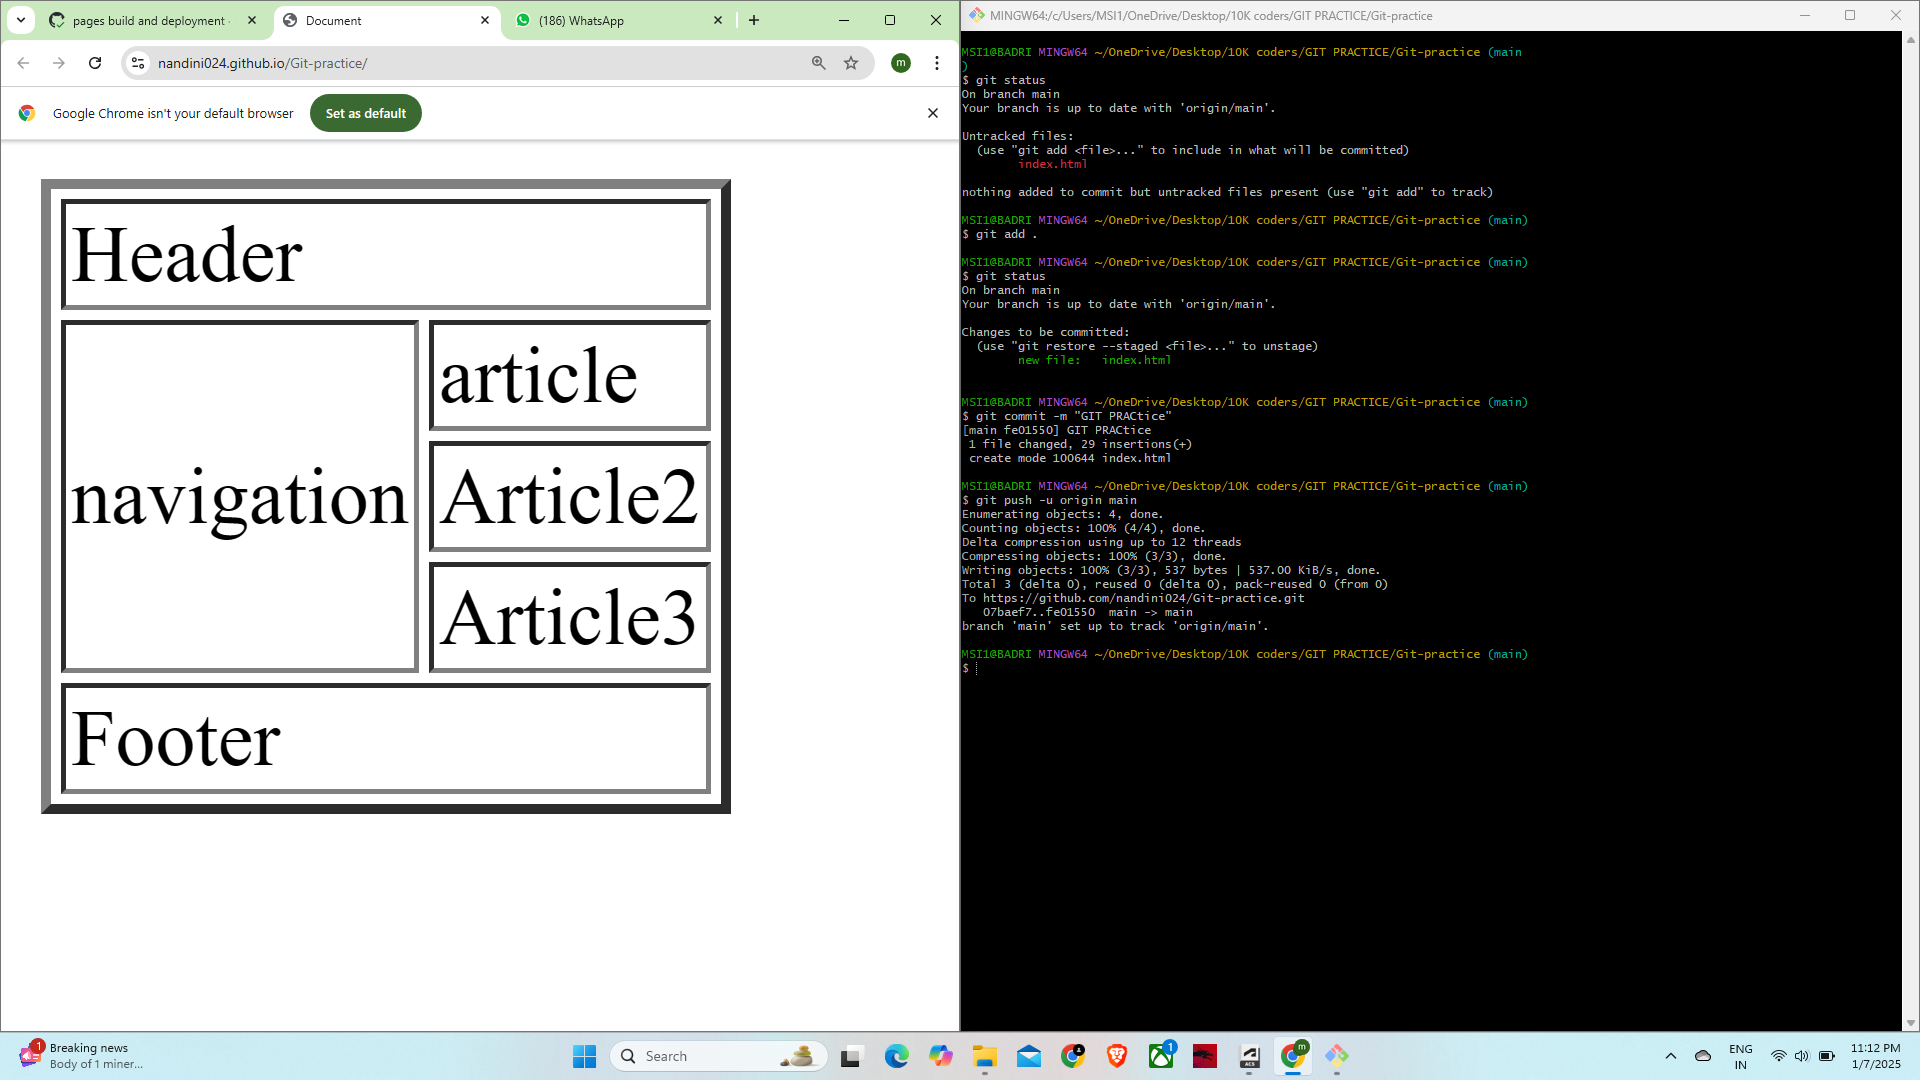 pages build and deployment
Document
(186) WhatsApp
nandini024.github.io/Git-practice/
m
Google Chrome isn't your default browser
Set as default
Header
navigation
article
Article2
Article3
Footer
MINGW64:/c/Users/MSI1/OneDrive/Desktop/10K coders/GIT PRACTICE/Git-practice
MSI1@BADRI MINGW64 ~/OneDrive/Desktop/10K coders/GIT PRACTICE/Git-practice (main
)
$ git status
On branch main
Your branch is up to date with 'origin/main'.
Untracked files:
(use "git add <file>..." to include in what will be committed)
index.html
nothing added to commit but untracked files present (use "git add" to track)
MSI1@BADRI MINGW64 ~/OneDrive/Desktop/10K coders/GIT PRACTICE/Git-practice (main)
$ git add .
MSI1@BADRI MINGW64 ~/OneDrive/Desktop/10K coders/GIT PRACTICE/Git-practice (main)
$ git status
On branch main
Your branch is up to date with 'origin/main'.
Changes to be committed:
(use "git restore --staged <file>..." to unstage)
new file:   index.html
MSI1@BADRI MINGW64 ~/OneDrive/Desktop/10K coders/GIT PRACTICE/Git-practice (main)
$ git commit -m "GIT PRACtice"
[main fe01550] GIT PRACtice
1 file changed, 29 insertions(+)
create mode 100644 index.html
MSI1@BADRI MINGW64 ~/OneDrive/Desktop/10K coders/GIT PRACTICE/Git-practice (main)
$ git push -u origin main
Enumerating objects: 4, done.
Counting objects: 100% (4/4), done.
Delta compression using up to 12 threads
Compressing objects: 100% (3/3), done.
Writing objects: 100% (3/3), 537 bytes | 537.00 KiB/s, done.
Total 3 (delta 0), reused 0 (delta 0), pack-reused 0 (from 0)
To https://github.com/nandini024/Git-practice.git
07baef7..fe01550  main -> main
branch 'main' set up to track 'origin/main'.
MSI1@BADRI MINGW64 ~/OneDrive/Desktop/10K coders/GIT PRACTICE/Git-practice (main)
$
1
Breaking news
Body of 1 miner...
Search
1
ACS
m
ENG
IN
11:12 PM
1/7/2025